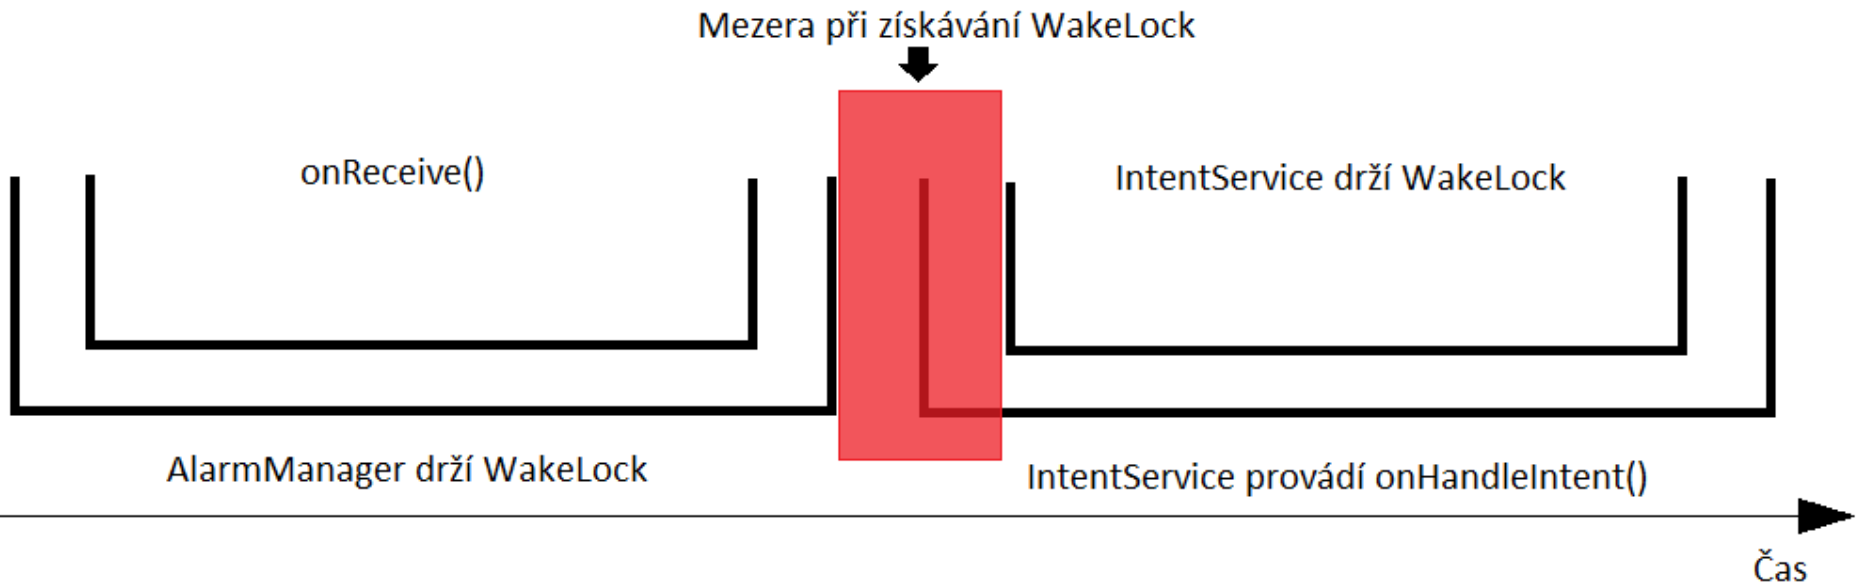 Mezera při získávání WakeLock
onReceive()
IntentService drží WakeLock
AlarmManager drží WakeLock
IntentService provádí onHandleIntent()
Čas